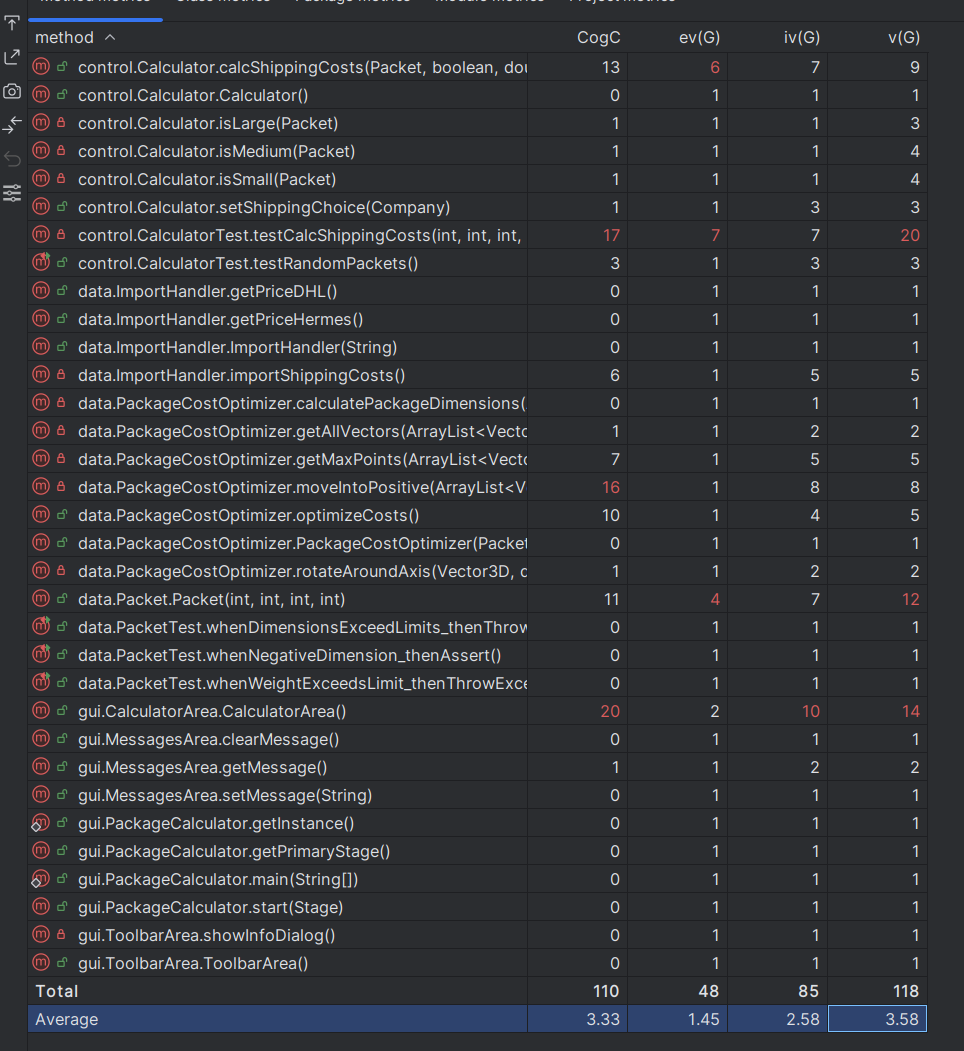 Method metrics Class metrics Package metrics Module metrics Project metrics
method CogC ev(G) iv(G) v(G)
control.Calculator.calcShippingCosts(Packet, boolean, dou 13 6 7 9
control.Calculator.Calculator() 0 1 1 1
control.Calculator.isLarge(Packet) 1 1 1 3
control.Calculator.isMedium(Packet) 1 1 1 4
control.Calculator.isSmall(Packet) 1 1 1 4
control.Calculator.setShippingChoice(Company) 1 1 3 3
control.CalculatorTest.testCalcShippingCosts(int, int, int, 17 7 7 20
control.CalculatorTest.testRandomPackets() 3 1 3 3
data.ImportHandler.getPriceDHL() 0 1 1 1
data.ImportHandler.getPriceHermes() 0 1 1 1
data.ImportHandler.ImportHandler(String) 0 1 1 1
data.ImportHandler.importShippingCosts() 6 1 5 5
data.PackageCostOptimizer.calculatePackageDimensions( 0 1 1 1
data.PackageCostOptimizer.getAllVectors(ArrayList<Vecto 1 1 2 2
data.PackageCostOptimizer.getMaxPoints(ArrayList<Vecto 7 1 5 5
data.PackageCostOptimizer.moveIntoPositive(ArrayList<V 16 1 8 8
data.PackageCostOptimizer.optimizeCosts() 10 1 4 5
data.PackageCostOptimizer.PackageCostOptimizer(Packet 0 1 1 1
data.PackageCostOptimizer.rotateAroundAxis(Vector3D, d 1 1 2 2
data.Packet.Packet(int, int, int, int) 11 4 7 12
data.PacketTest.whenDimensionsExceedLimits_thenThrow 0 1 1 1
data.PacketTest.whenNegativeDimension_thenAssert() 0 1 1 1
data.PacketTest.whenWeightExceedsLimit_thenThrowExce 0 1 1 1
gui.CalculatorArea.CalculatorArea() 20 2 10 14
gui.MessagesArea.clearMessage() 0 1 1 1
gui.MessagesArea.getMessage() 1 1 2 2
gui.MessagesArea.setMessage(String) 0 1 1 1
gui.PackageCalculator.getInstance() 0 1 1 1
gui.PackageCalculator.getPrimaryStage() 0 1 1 1
gui.PackageCalculator.main(String[]) 0 1 1 1
gui.PackageCalculator.start(Stage) 0 1 1 1
gui.ToolbarArea.showInfoDialog() 0 1 1 1
gui.ToolbarArea.ToolbarArea() 0 1 1 1
Total 110 48 85 118
Average 3.33 1.45 2.58 3.58